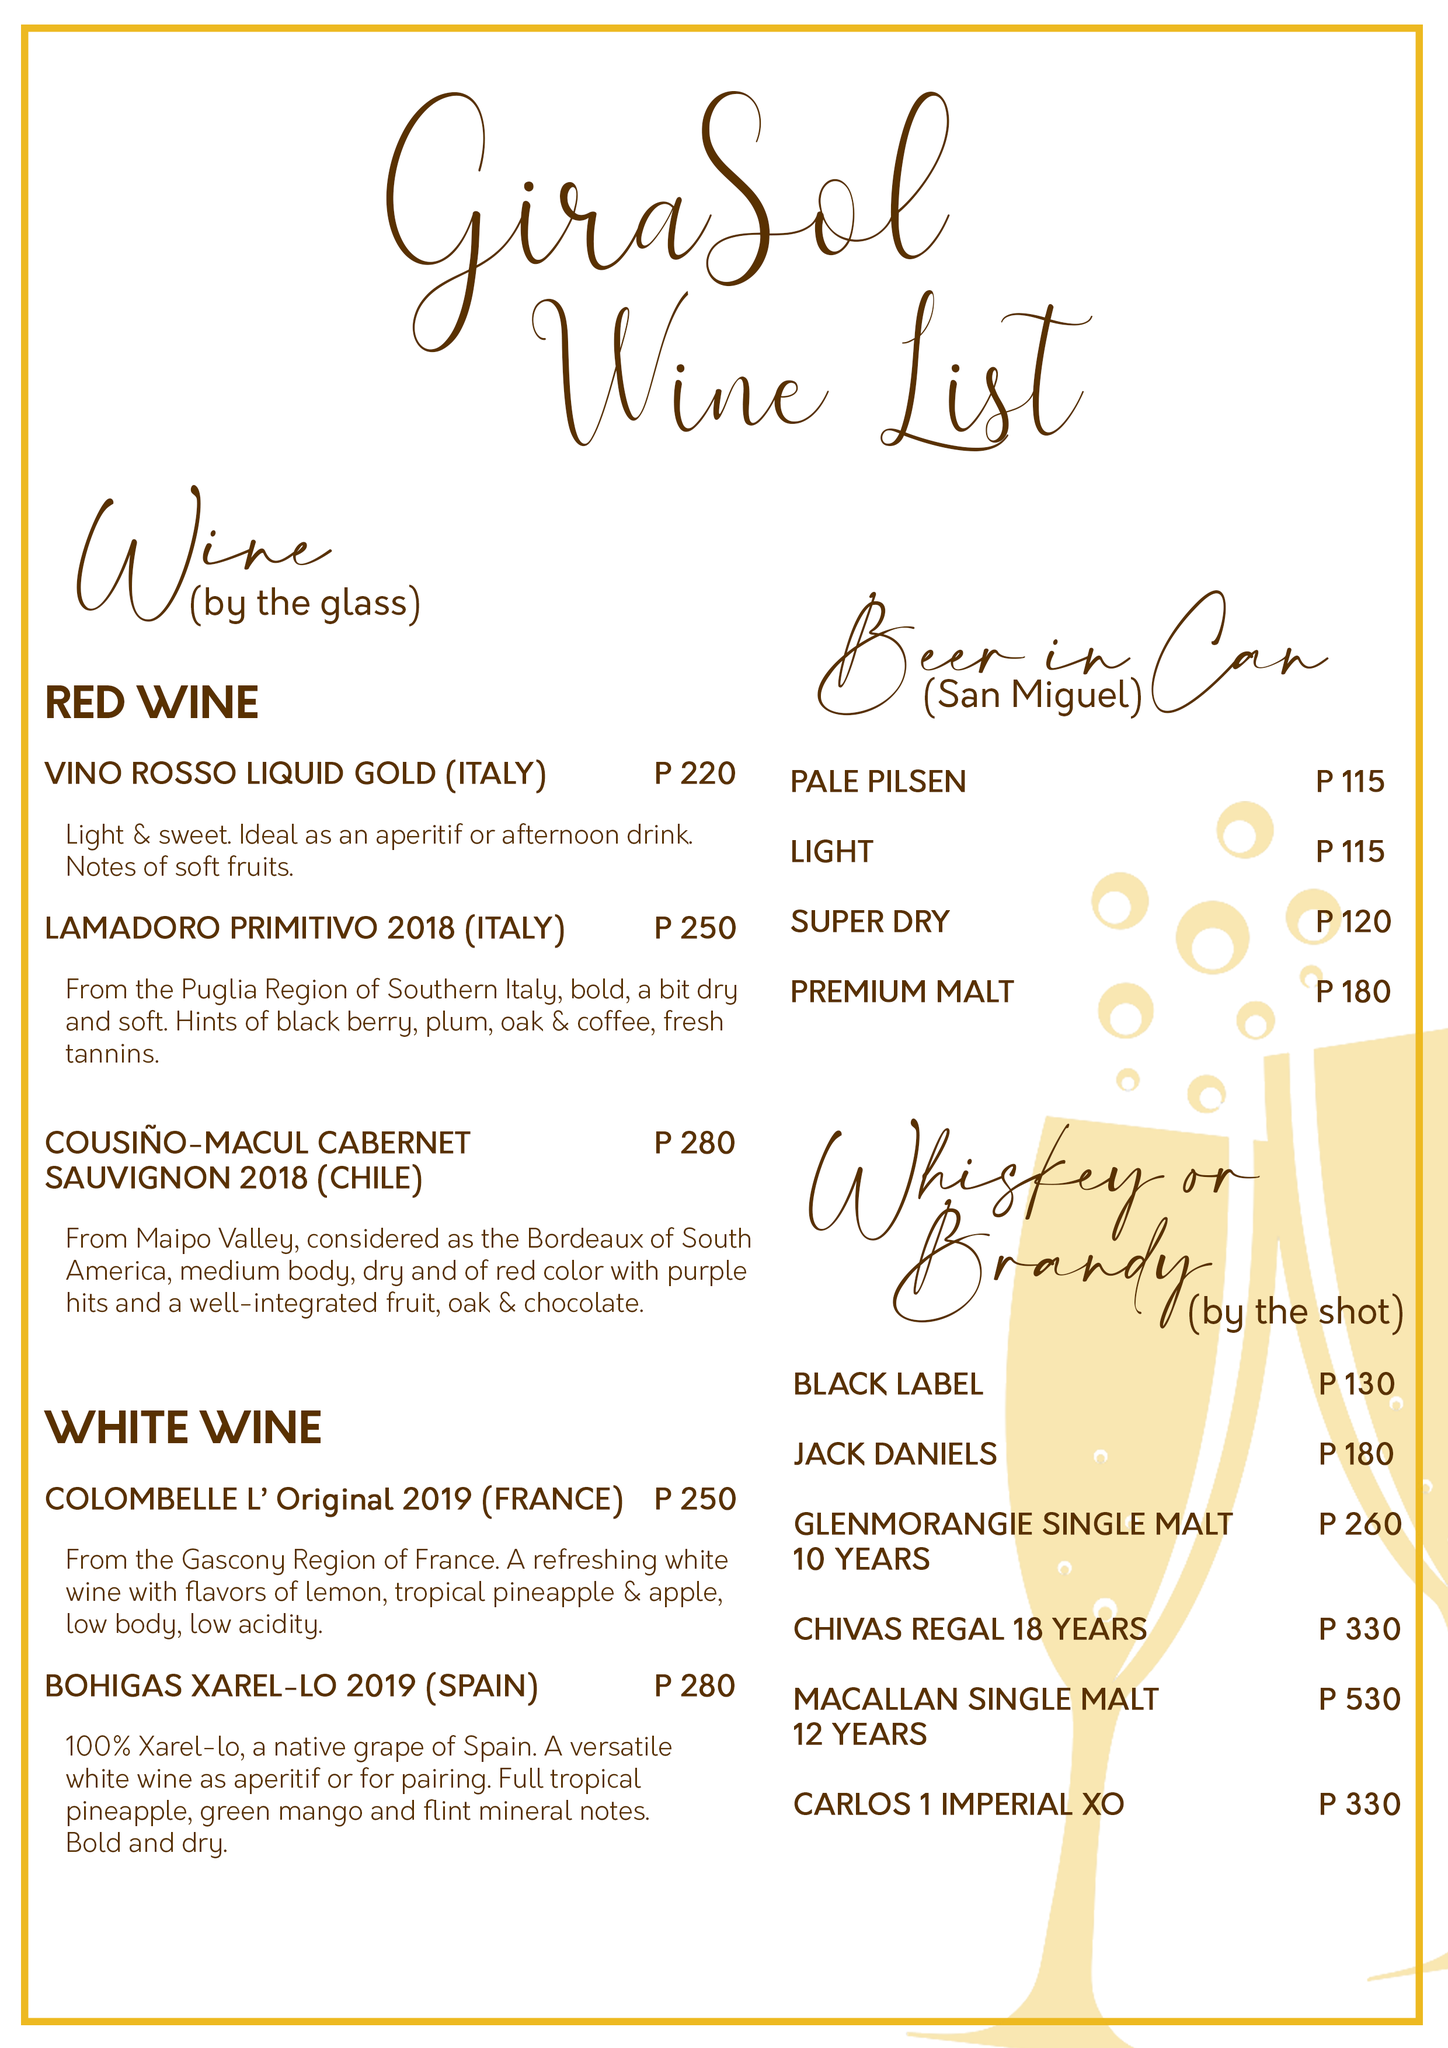 GiraSol
Wine List
Wine
(by the glass)
RED WINE
VINO ROSSO LIQUID GOLD (ITALY) P 220
Light & sweet. Ideal as an aperitif or afternoon drink.
Notes of soft fruits.
LAMADORO PRIMITIVO 2018 (ITALY) P 250
From the Puglia Region of Southern Italy, bold, a bit dry
and soft. Hints of black berry, plum, oak & coffee, fresh
tannins.
COUSIÑO-MACUL CABERNET P 280
SAUVIGNON 2018 (CHILE)
From Maipo Valley, considered as the Bordeaux of South
America, medium body, dry and of red color with purple
hits and a well-integrated fruit, oak & chocolate.
WHITE WINE
COLOMBELLE L' Original 2019 (FRANCE) P 250
From the Gascony Region of France. A refreshing white
wine with flavors of lemon, tropical pineapple & apple,
low body, low acidity.
BOHIGAS XAREL-LO 2019 (SPAIN) P 280
100% Xarel-lo, a native grape of Spain. A versatile
white wine as aperitif or for pairing. Full tropical
pineapple, green mango and flint mineral notes.
Bold and dry.
Beer in Can
(San Miguel)
PALE PILSEN P 115
LIGHT P 115
SUPER DRY P 120
PREMIUM MALT P 180
Whiskey or
Brandy
(by the shot)
BLACK LABEL P 130
JACK DANIELS P 180
GLENMORANGIE SINGLE MALT P 260
10 YEARS
CHIVAS REGAL 18 YEARS P 330
MACALLAN SINGLE MALT P 530
12 YEARS
CARLOS 1 IMPERIAL XO P 330